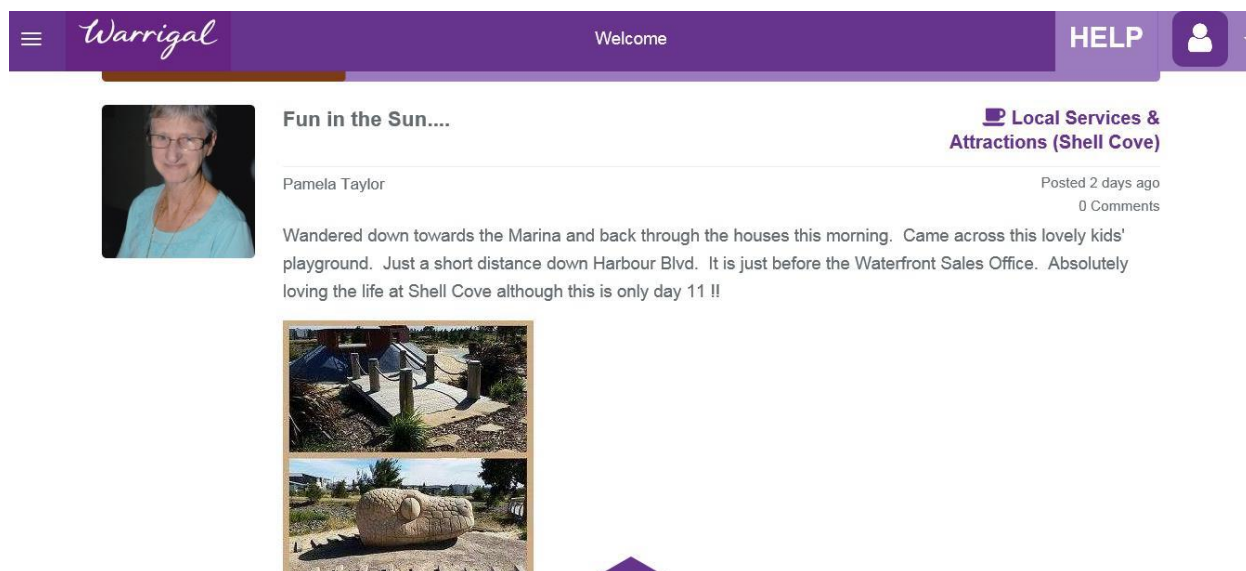 Warrigal
Welcome
HELP
Fun in the Sun....
Local Services &
Attractions (Shell Cove)
Pamela Taylor
Posted 2 days ago
0 Comments
Wandered down towards the Marina and back through the houses this morning.  Came across this lovely kids'
playground.  Just a short distance down Harbour Blvd.  It is just before the Waterfront Sales Office.  Absolutely
loving the life at Shell Cove although this is only day 11 !!